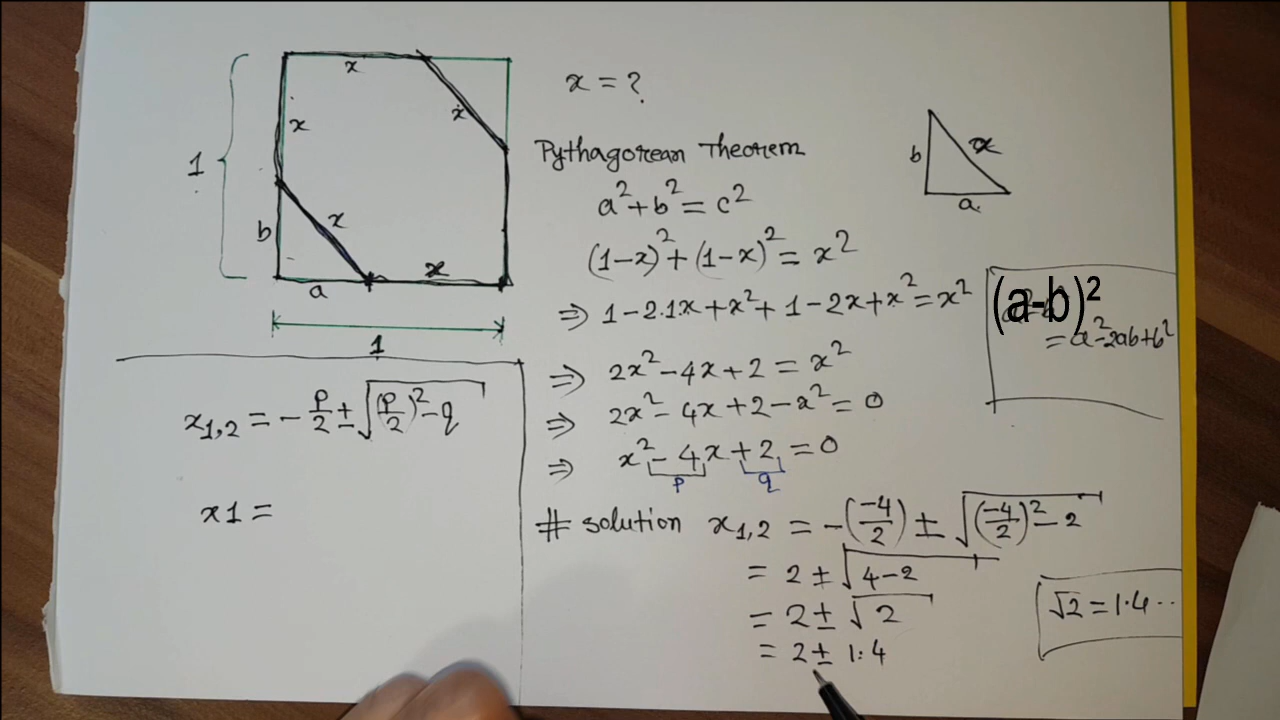 x
x = ?
x
x
1
Pythagorean Theorem
b
x
a
a² + b² = c²
x
b
(1-x)² + (1-x)² = x²
x
a
⇒ 1-2.1x+x² + 1-2x+x² = x²
(a-b)²
= a²-2ab+b²
1
⇒ 2x² - 4x + 2 = x²
⇒ 2x² - 4x + 2 - x² = 0
⇒ x² - 4x + 2 = 0
p
q
x1,2 = - p/2 ± √(p/2)² - q
x1 =
# solution x1,2 = -(-4/2) ± √(-4/2)² - 2
= 2 ± √4-2
= 2 ± √2
√2 = 1.4...
= 2 ± 1.4